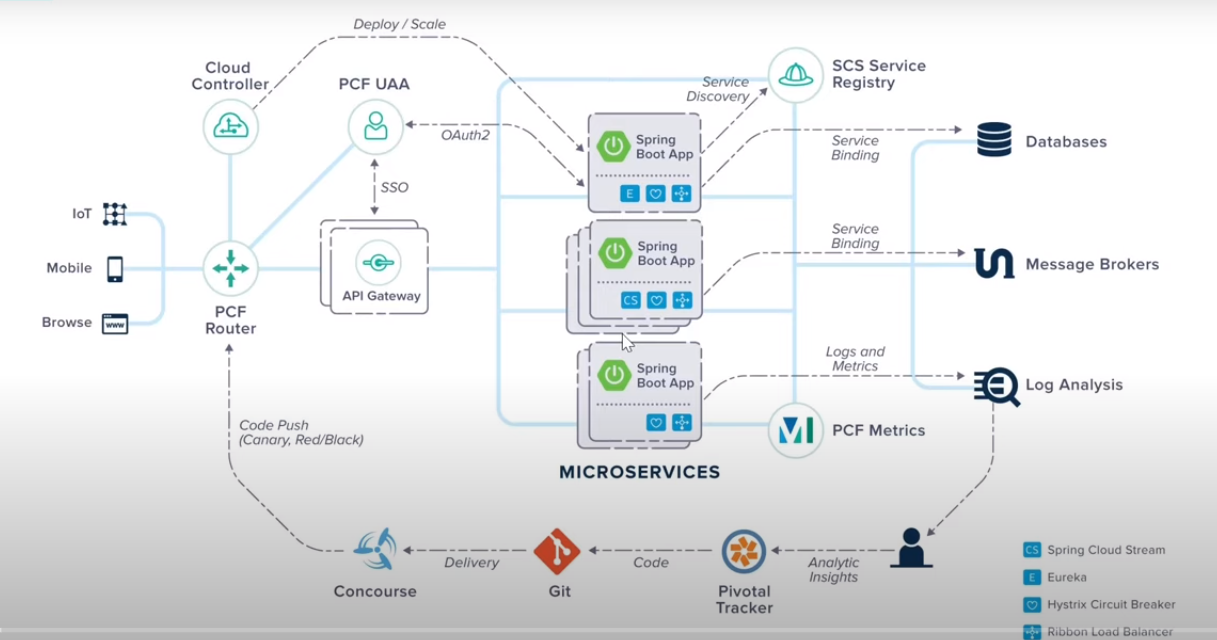 Deploy / Scale
Cloud
Controller
PCF UAA
OAuth2
SSO
IoT
Mobile
Browse
www
PCF
Router
API Gateway
Service
Discovery
SCS Service
Registry
Spring
Boot App
E
Service
Binding
Databases
Spring
Boot App
CS
Service
Binding
Message Brokers
Spring
Boot App
Logs and
Metrics
Log Analysis
PCF Metrics
MICROSERVICES
Code Push
(Canary, Red/Black)
Concourse
Delivery
Git
Code
Pivotal
Tracker
Analytic
Insights
CS Spring Cloud Stream
E Eureka
Hystrix Circuit Breaker
Ribbon Load Balancer